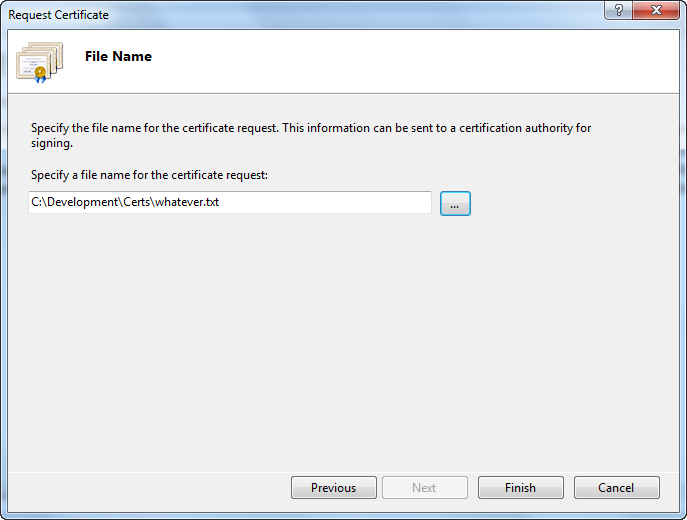 Request Certificate
?
File Name
Specify the file name for the certificate request. This information can be sent to a certification authority for
signing.
Specify a file name for the certificate request:
C:\Development\Certs\whatever.txt
...
Previous
Next
Finish
Cancel